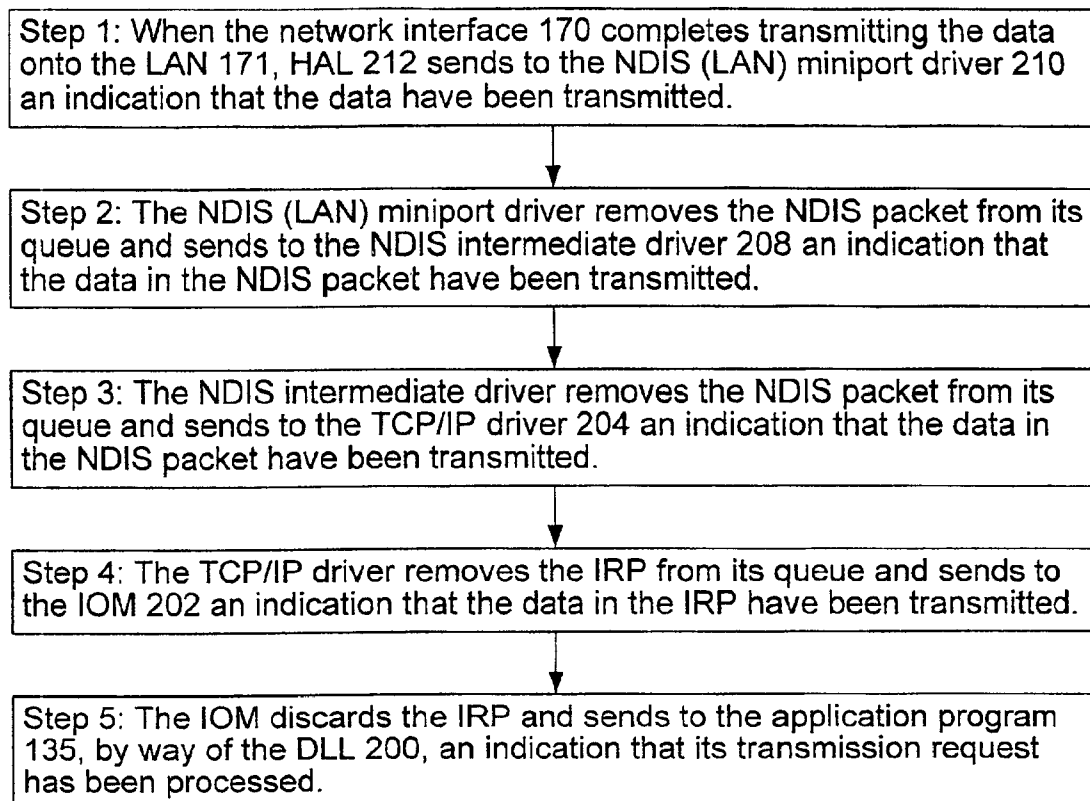 Step 1: When the network interface 170 completes transmitting the data
onto the LAN 171, HAL 212 sends to the NDIS (LAN) miniport driver 210
an indication that the data have been transmitted.
Step 2: The NDIS (LAN) miniport driver removes the NDIS packet from its
queue and sends to the NDIS intermediate driver 208 an indication that
the data in the NDIS packet have been transmitted.
Step 3: The NDIS intermediate driver removes the NDIS packet from its
queue and sends to the TCP/IP driver 204 an indication that the data in
the NDIS packet have been transmitted.
Step 4: The TCP/IP driver removes the IRP from its queue and sends to
the IOM 202 an indication that the data in the IRP have been transmitted.
Step 5: The IOM discards the IRP and sends to the application program
135, by way of the DLL 200, an indication that its transmission request
has been processed.